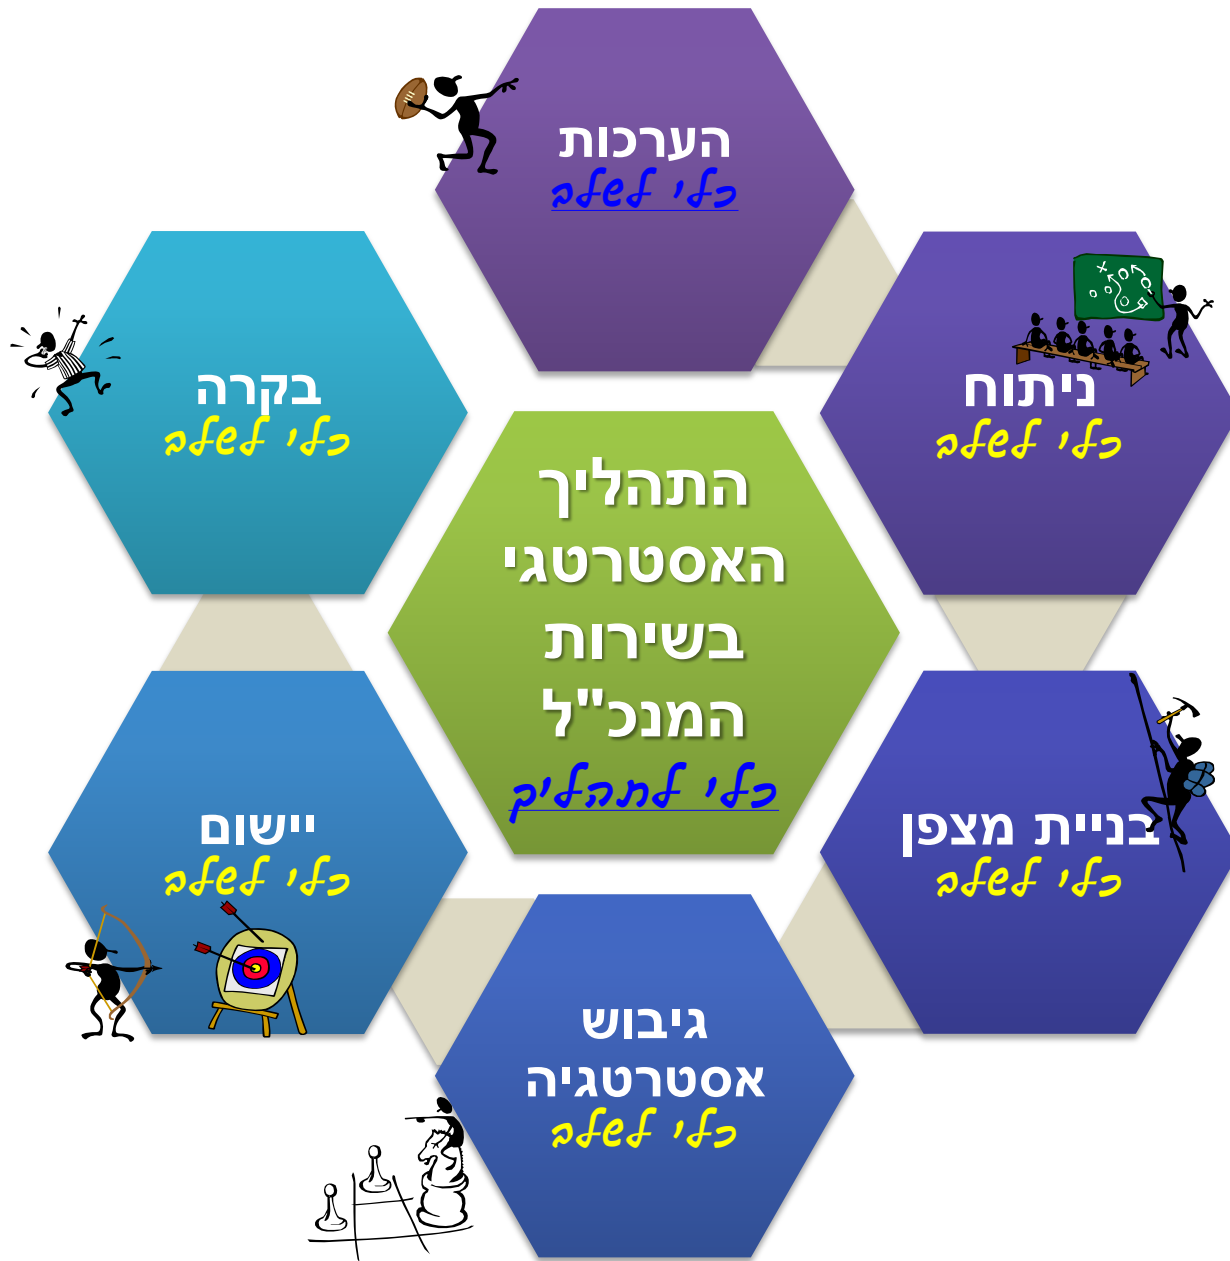 הערכות
כלי לשלב
ניתוח
כלי לשלב
בקרה
כלי לשלב
התהליך
האסטרטגי
בשירות
המנכ"ל
כלי לתהליך
בניית מצפן
כלי לשלב
יישום
כלי לשלב
גיבוש
אסטרטגיה
כלי לשלב